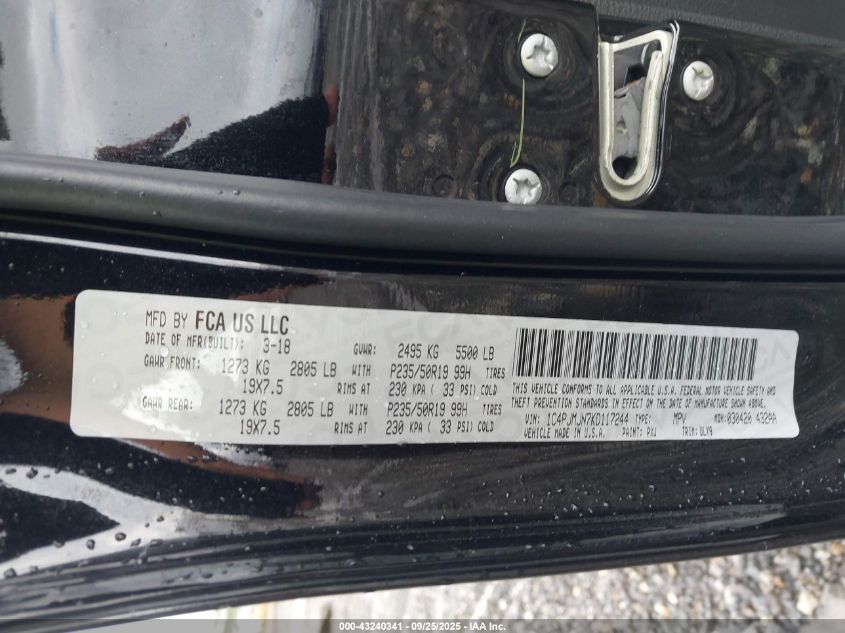 MFD BY FCA US LLC
DATE OF MFR(BUILT): 3-18 GVWR: 2495 KG 5500 LB
GAWR FRONT: 1273 KG 2805 LB WITH P235/50R19 99H TIRES
19X7.5 RIMS AT 230 KPA ( 33 PSI) COLD
GAWR REAR: 1273 KG 2805 LB WITH P235/50R19 99H TIRES
19X7.5 RIMS AT 230 KPA ( 33 PSI) COLD
THIS VEHICLE CONFORMS TO ALL APPLICABLE U.S.A. FEDERAL MOTOR VEHICLE SAFETY AND
THEFT PREVENTION STANDARDS IN EFFECT ON THE DATE OF MANUFACTURE SHOWN ABOVE.
VIN: 1C4PJMJN7KD117244 TYPE: MPV MDH: 030420 432AA
VEHICLE MADE IN U.S.A. PAINT: PXJ TRIM: ULX9
000-43240341 - 09/25/2025 - IAA Inc.